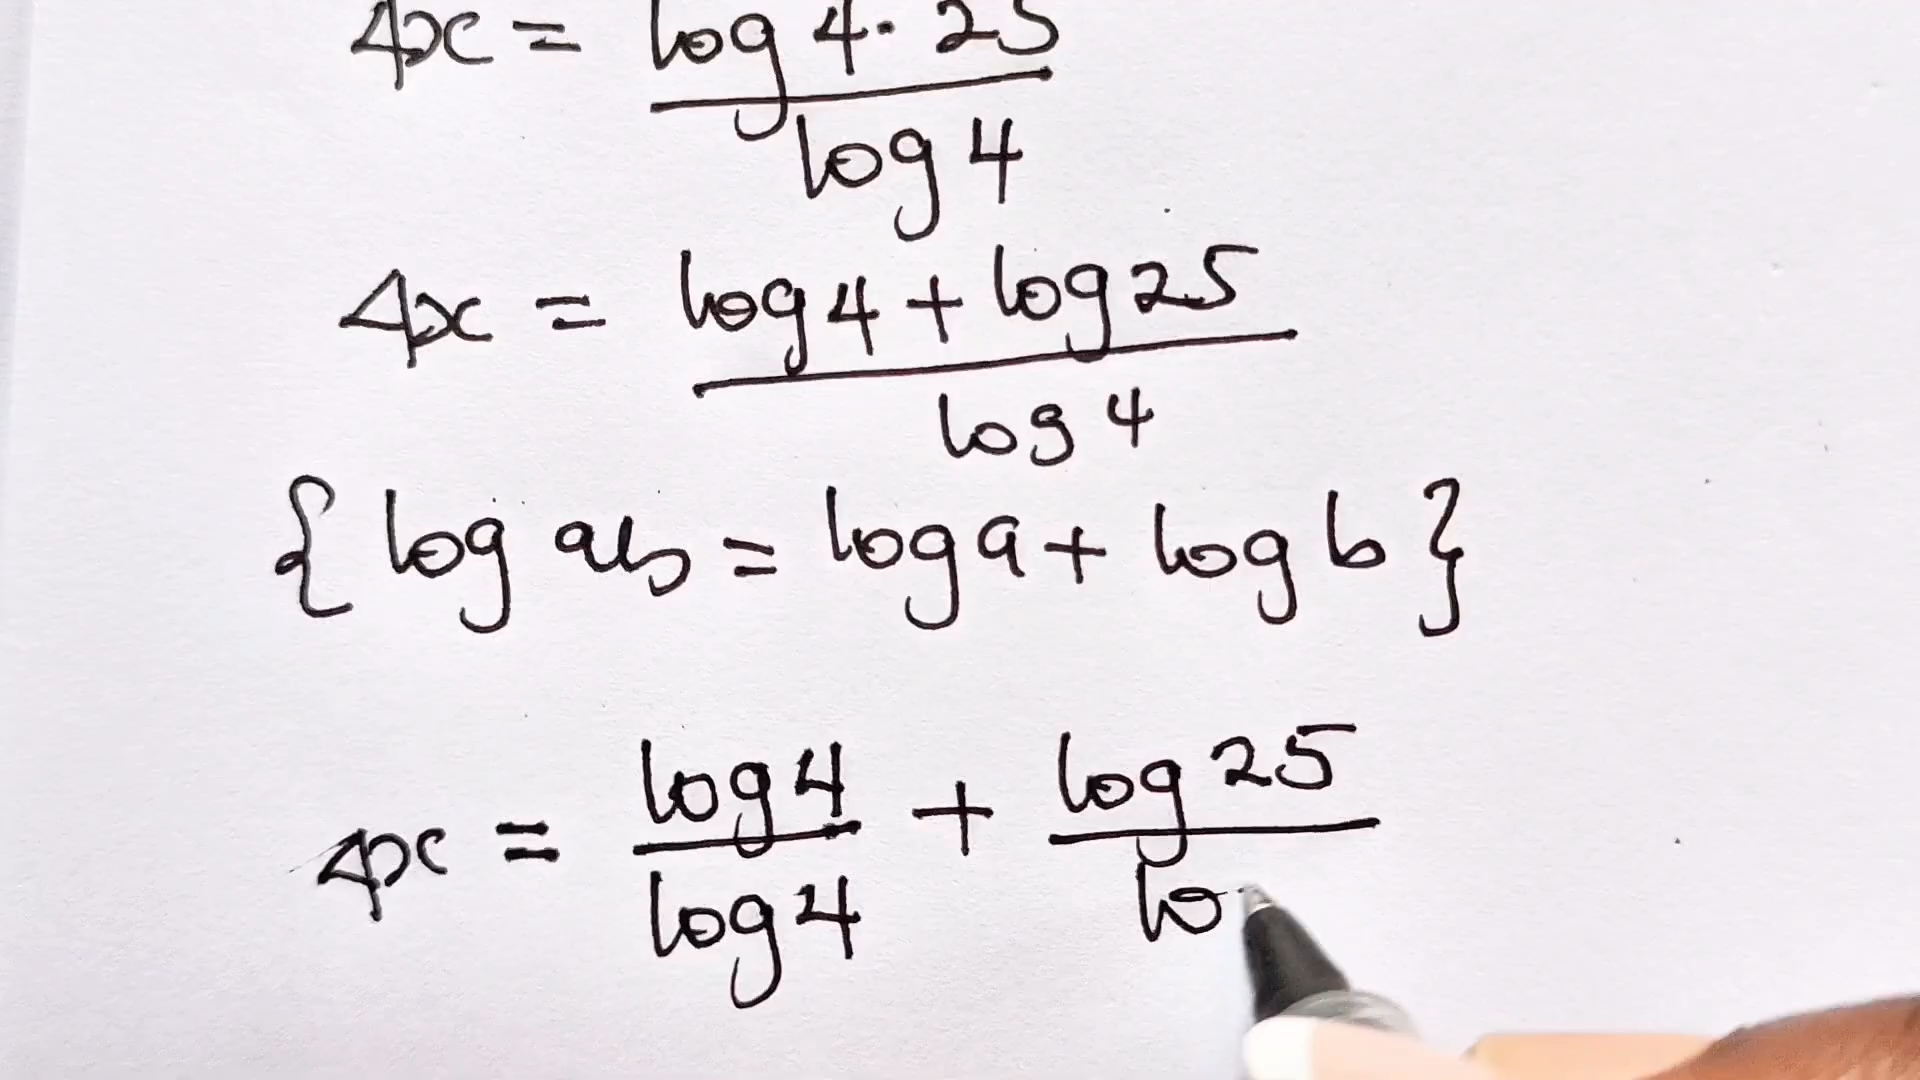 4x = log 4 · 25
log 4
4x = log 4 + log 25
log 4
{ log ab = log a + log b }
4x = log 4 + log 25
log 4 lo